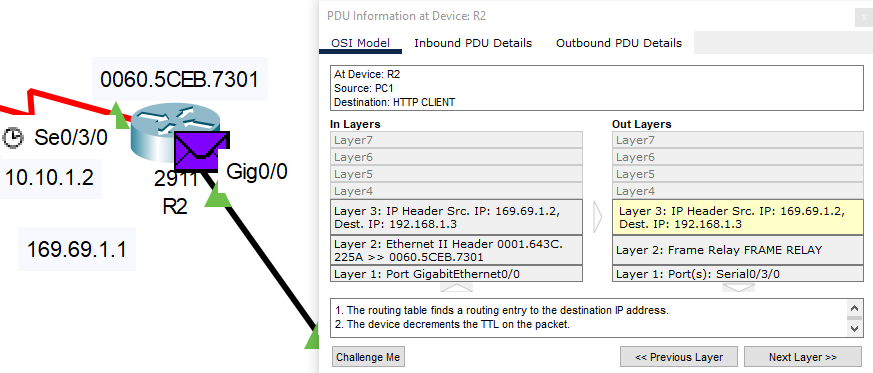 0060.5CEB.7301
Se0/3/0
Gig0/0
10.10.1.2
2911
R2
169.69.1.1
PDU Information at Device: R2
OSI Model
Inbound PDU Details
Outbound PDU Details
At Device: R2
Source: PC1
Destination: HTTP CLIENT
In Layers
Layer7
Layer6
Layer5
Layer4
Layer 3: IP Header Src. IP: 169.69.1.2,
Dest. IP: 192.168.1.3
Layer 2: Ethernet II Header 0001.643C.
225A >> 0060.5CEB.7301
Layer 1: Port GigabitEthernet0/0
Out Layers
Layer7
Layer6
Layer5
Layer4
Layer 3: IP Header Src. IP: 169.69.1.2,
Dest. IP: 192.168.1.3
Layer 2: Frame Relay FRAME RELAY
Layer 1: Port(s): Serial0/3/0
1. The routing table finds a routing entry to the destination IP address.
2. The device decrements the TTL on the packet.
Challenge Me
<< Previous Layer
Next Layer >>